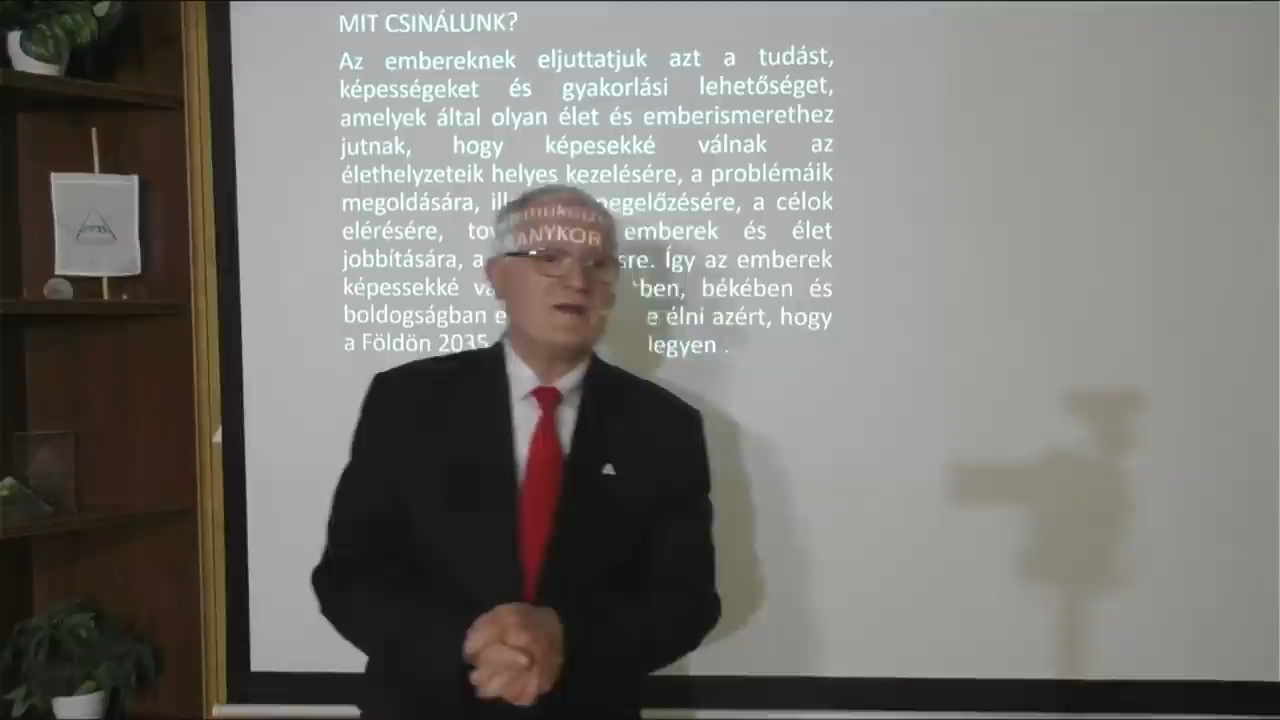 MIT CSINÁLUNK?
Az embereknek eljuttatjuk azt a tudást,
képességeket és gyakorlási lehetőséget,
amelyek által olyan élet és emberismerethez
jutnak, hogy képesekké válnak az
élethelyzeteik helyes kezelésére, a problémáik
megoldására, megelőzésére, a célok
elérésére, emberek és élet
jobbítására, Így az emberek
képessekké békében és
boldogságban élni azért, hogy
a Földön 2035 legyen .
ANYKOR